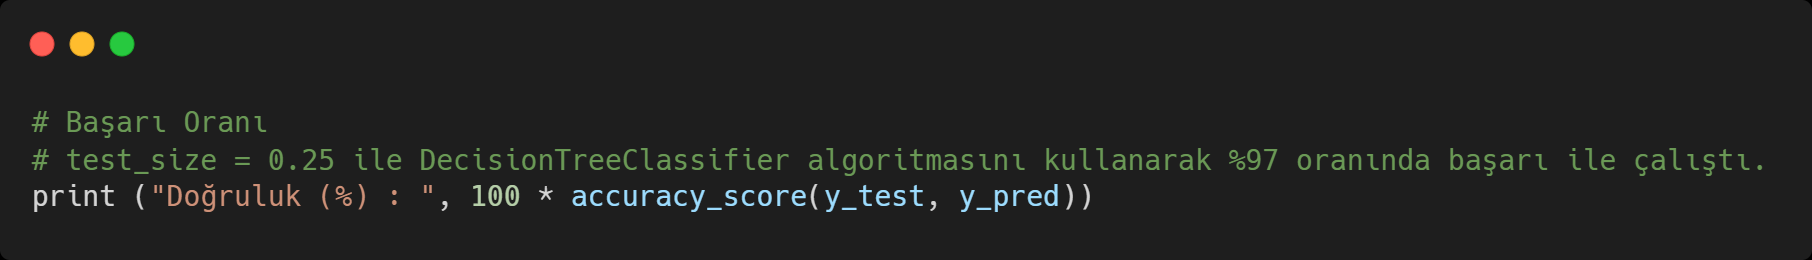 # Başarı Oranı
# test_size = 0.25 ile DecisionTreeClassifier algoritmasını kullanarak %97 oranında başarı ile çalıştı.
print ("Doğruluk (%) : ", 100 * accuracy_score(y_test, y_pred))